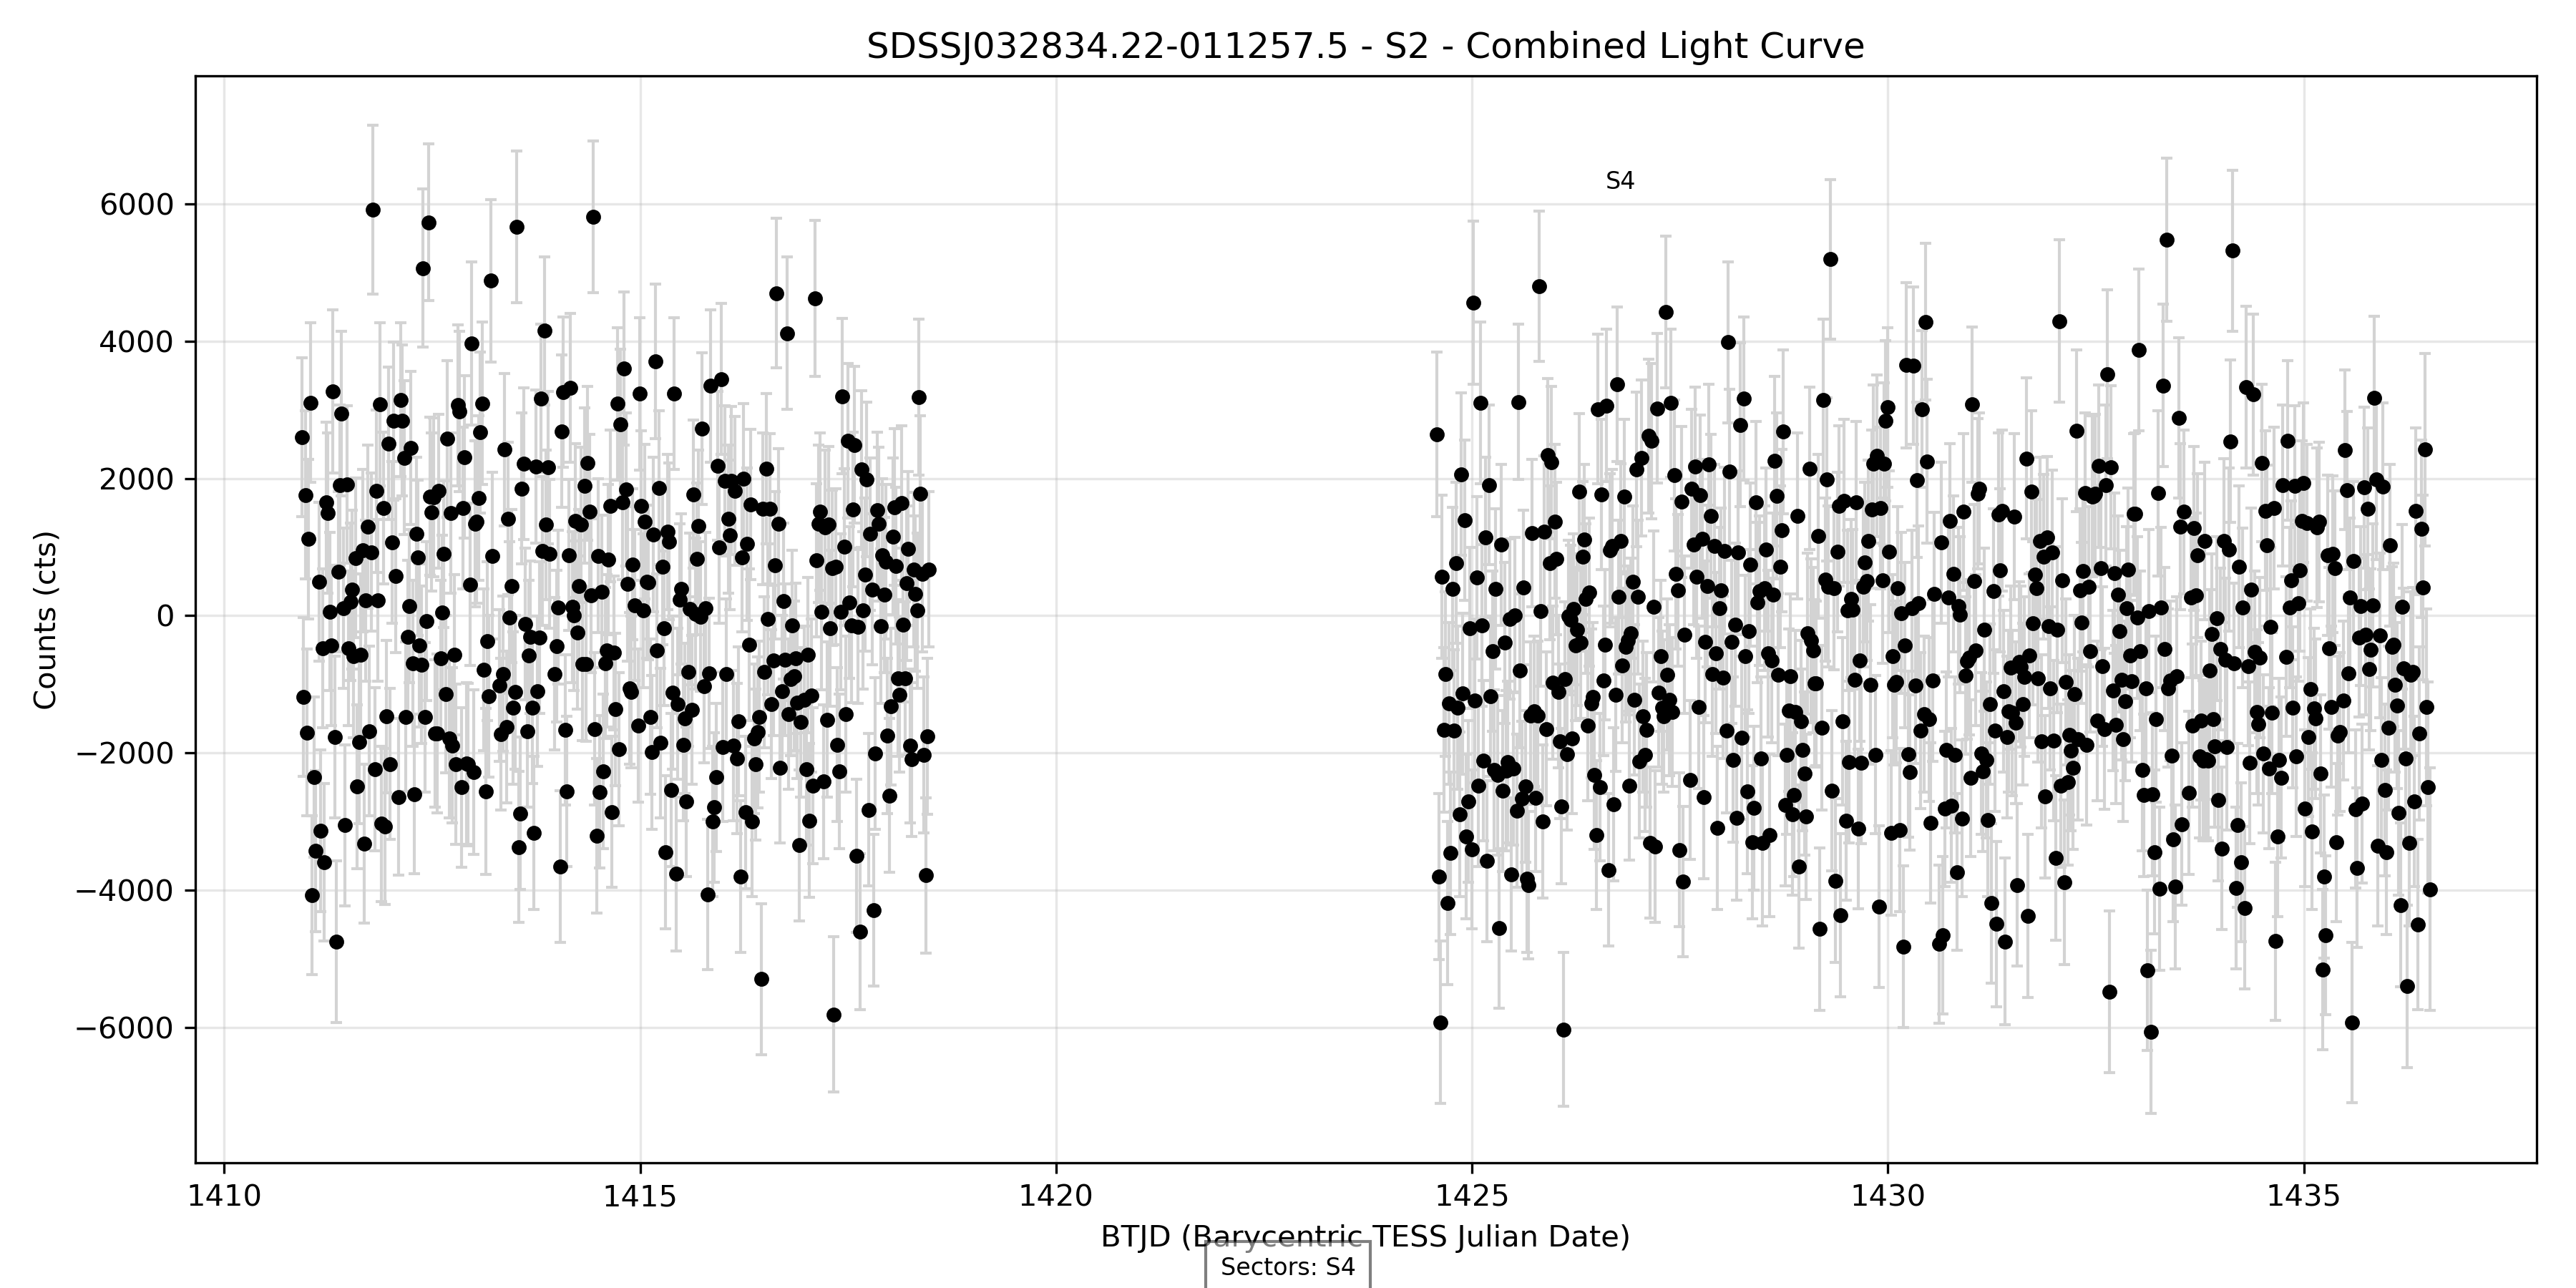 SDSSJ032834.22-011257.5 - S2 - Combined Light Curve
S4
6000
4000
2000
0
−2000
−4000
−6000
Counts (cts)
1410 1415 1420 1425 1430 1435
BTJD (Barycentric TESS Julian Date)
Sectors: S4